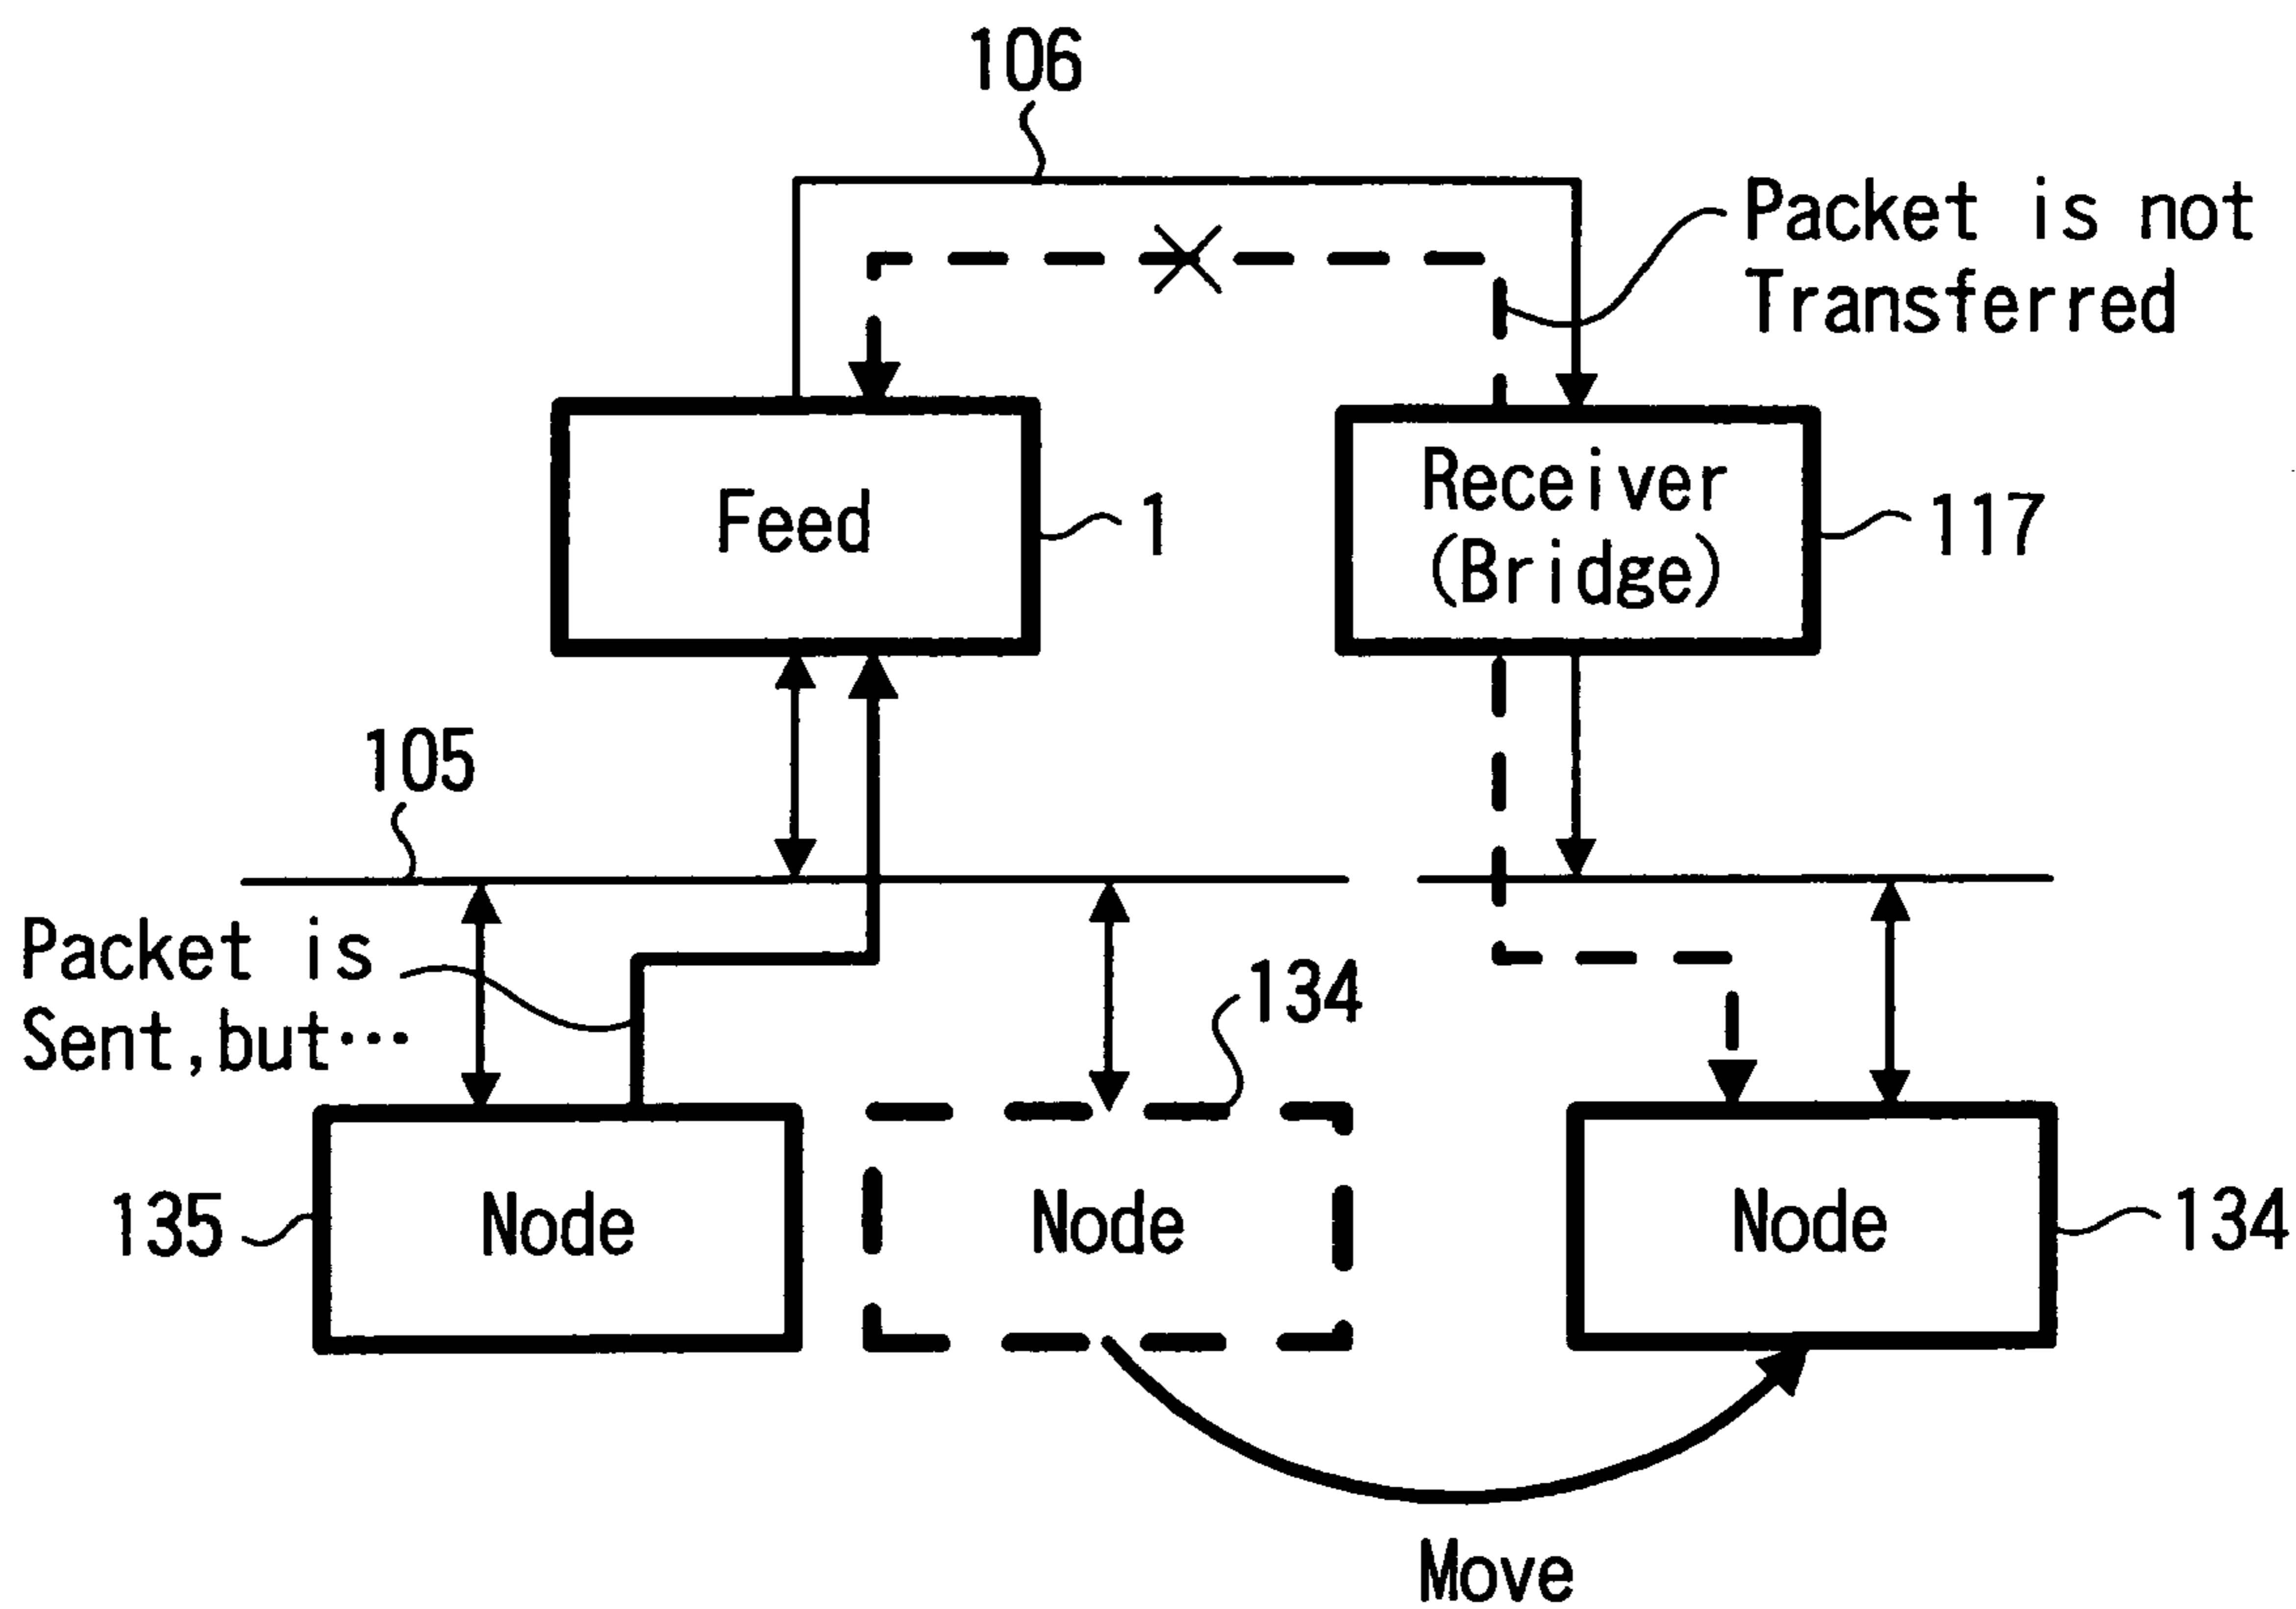 106
Packet is not
Transferred
Feed
1
Receiver
(Bridge)
117
105
Packet is
Sent,but···
134
135
Node
Node
Node
134
Move